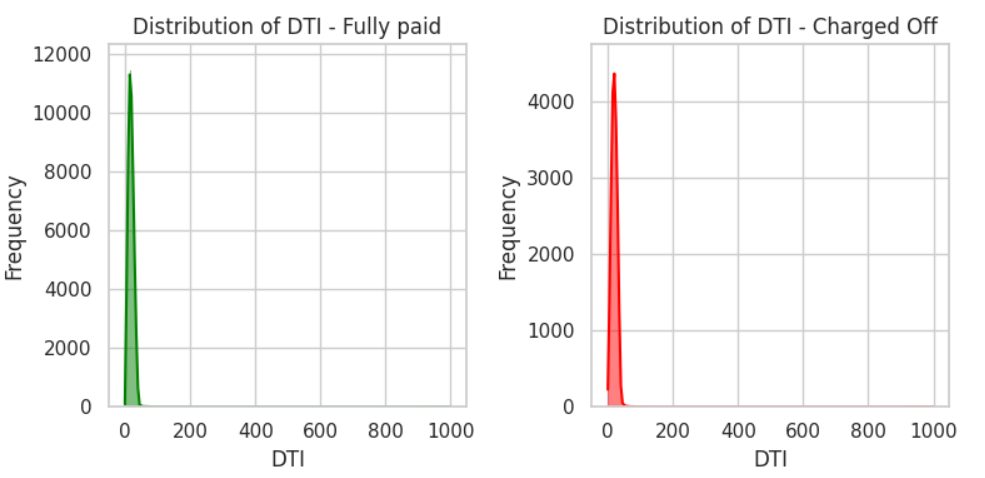 Distribution of DTI - Fully paid
12000
10000
8000
6000
4000
2000
0
Frequency
0 200 400 600 800 1000
DTI
Distribution of DTI - Charged Off
4000
3000
2000
1000
0
Frequency
0 200 400 600 800 1000
DTI